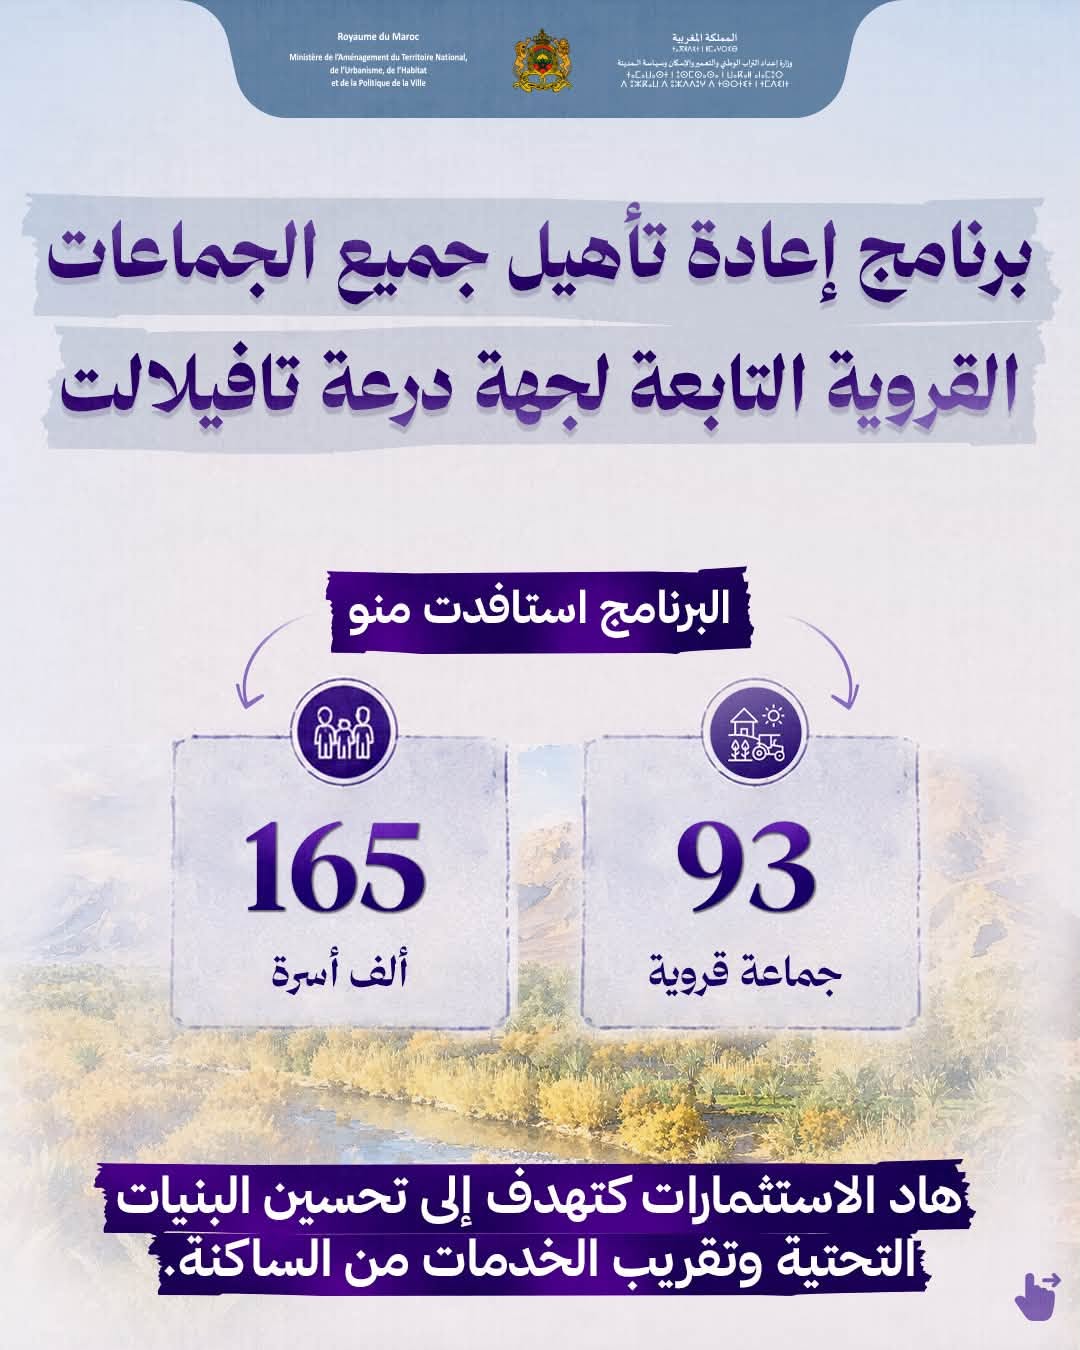 Royaume du Maroc
Ministère de l'Aménagement du Territoire National,
de l'Urbanisme, de l'Habitat
et de la Politique de la Ville
المملكة المغربية
ⵜⴰⴳⵍⴷⵉⵜ ⵏ ⵍⵎⵖⵔⵉⴱ
وزارة إعداد التراب الوطني والتعمير والإسكان وسياسة المدينة
برنامج إعادة تأهيل جميع الجماعات
القروية التابعة لجهة درعة تافيلالت
البرنامج استافدت منو
93
جماعة قروية
165
ألف أسرة
هاد الاستثمارات كتهدف إلى تحسين البنيات
التحتية وتقريب الخدمات من الساكنة.